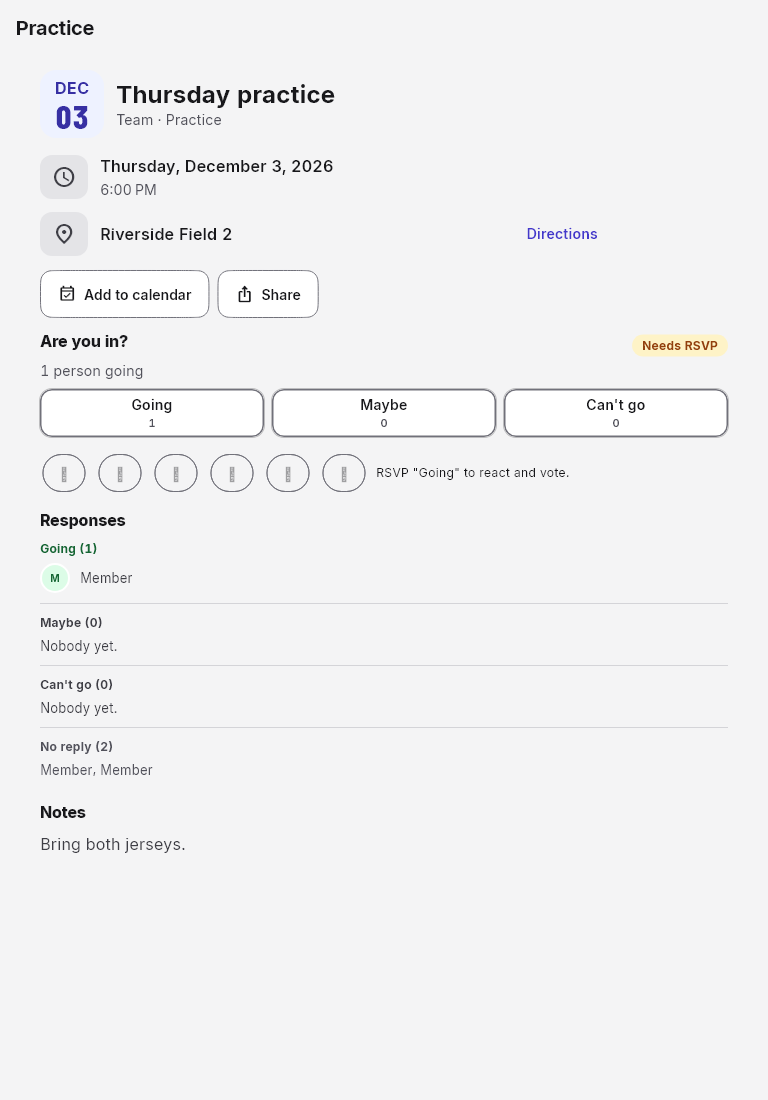 Practice
DEC
03
Thursday practice
Team · Practice
Thursday, December 3, 2026
6:00 PM
Riverside Field 2
Directions
Add to calendar
Share
Are you in?
Needs RSVP
1 person going
Going
1
Maybe
0
Can't go
0
RSVP "Going" to react and vote.
Responses
Going (1)
M
Member
Maybe (0)
Nobody yet.
Can't go (0)
Nobody yet.
No reply (2)
Member, Member
Notes
Bring both jerseys.